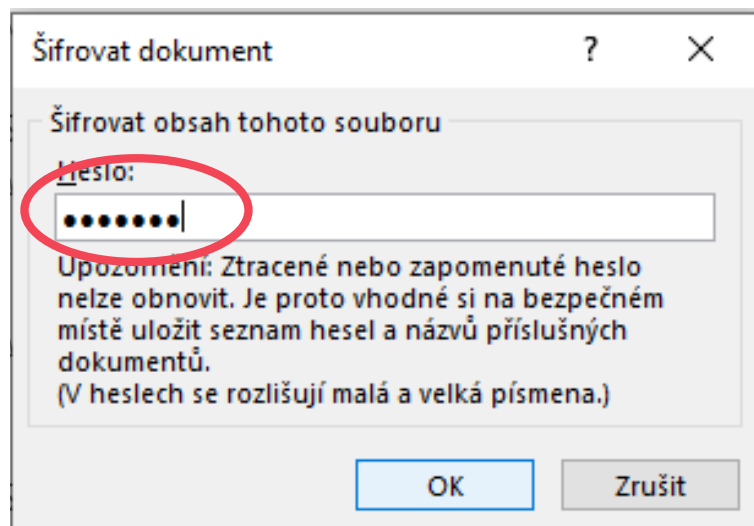 Šifrovat dokument ?
Šifrovat obsah tohoto souboru
Heslo:
●●●●●●●
Upozornění: Ztracené nebo zapomenuté heslo
nelze obnovit. Je proto vhodné si na bezpečném
místě uložit seznam hesel a názvů příslušných
dokumentů.
(V heslech se rozlišují malá a velká písmena.)
OK Zrušit